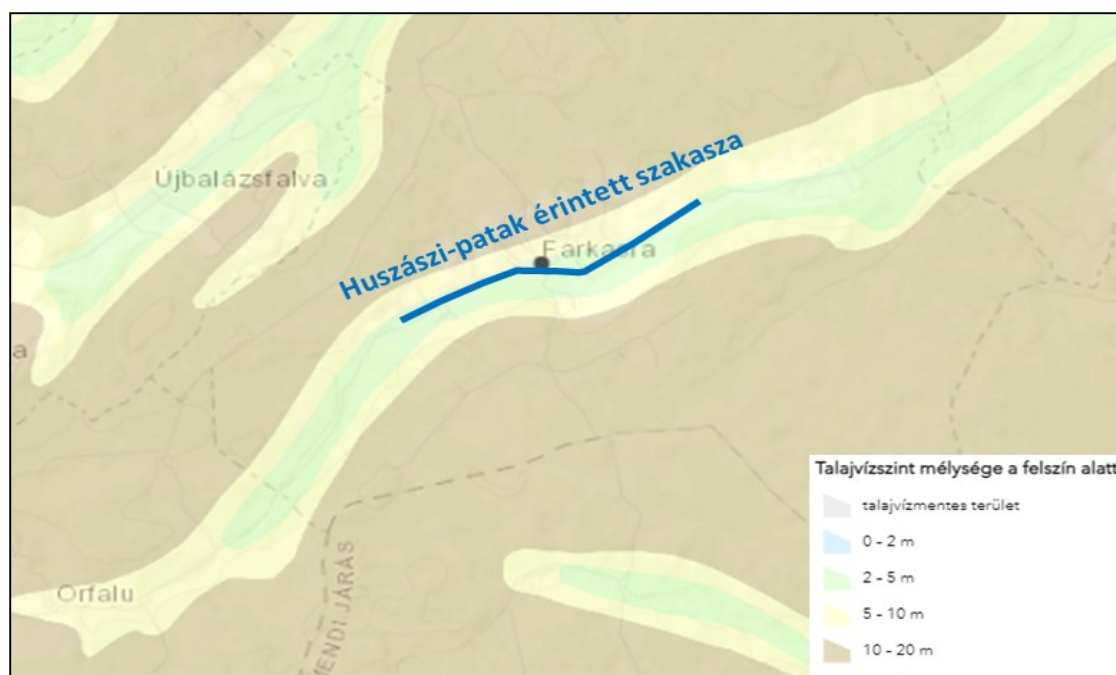 Újbalázsfalva
Huszászi-patak érintett szakasza
Farkasfa
a
Orfalu
MENDI JÁRÁS
Talajvízszint mélysége a felszín alatt
talajvízmentes terület
0 - 2 m
2 - 5 m
5 - 10 m
10 - 20 m